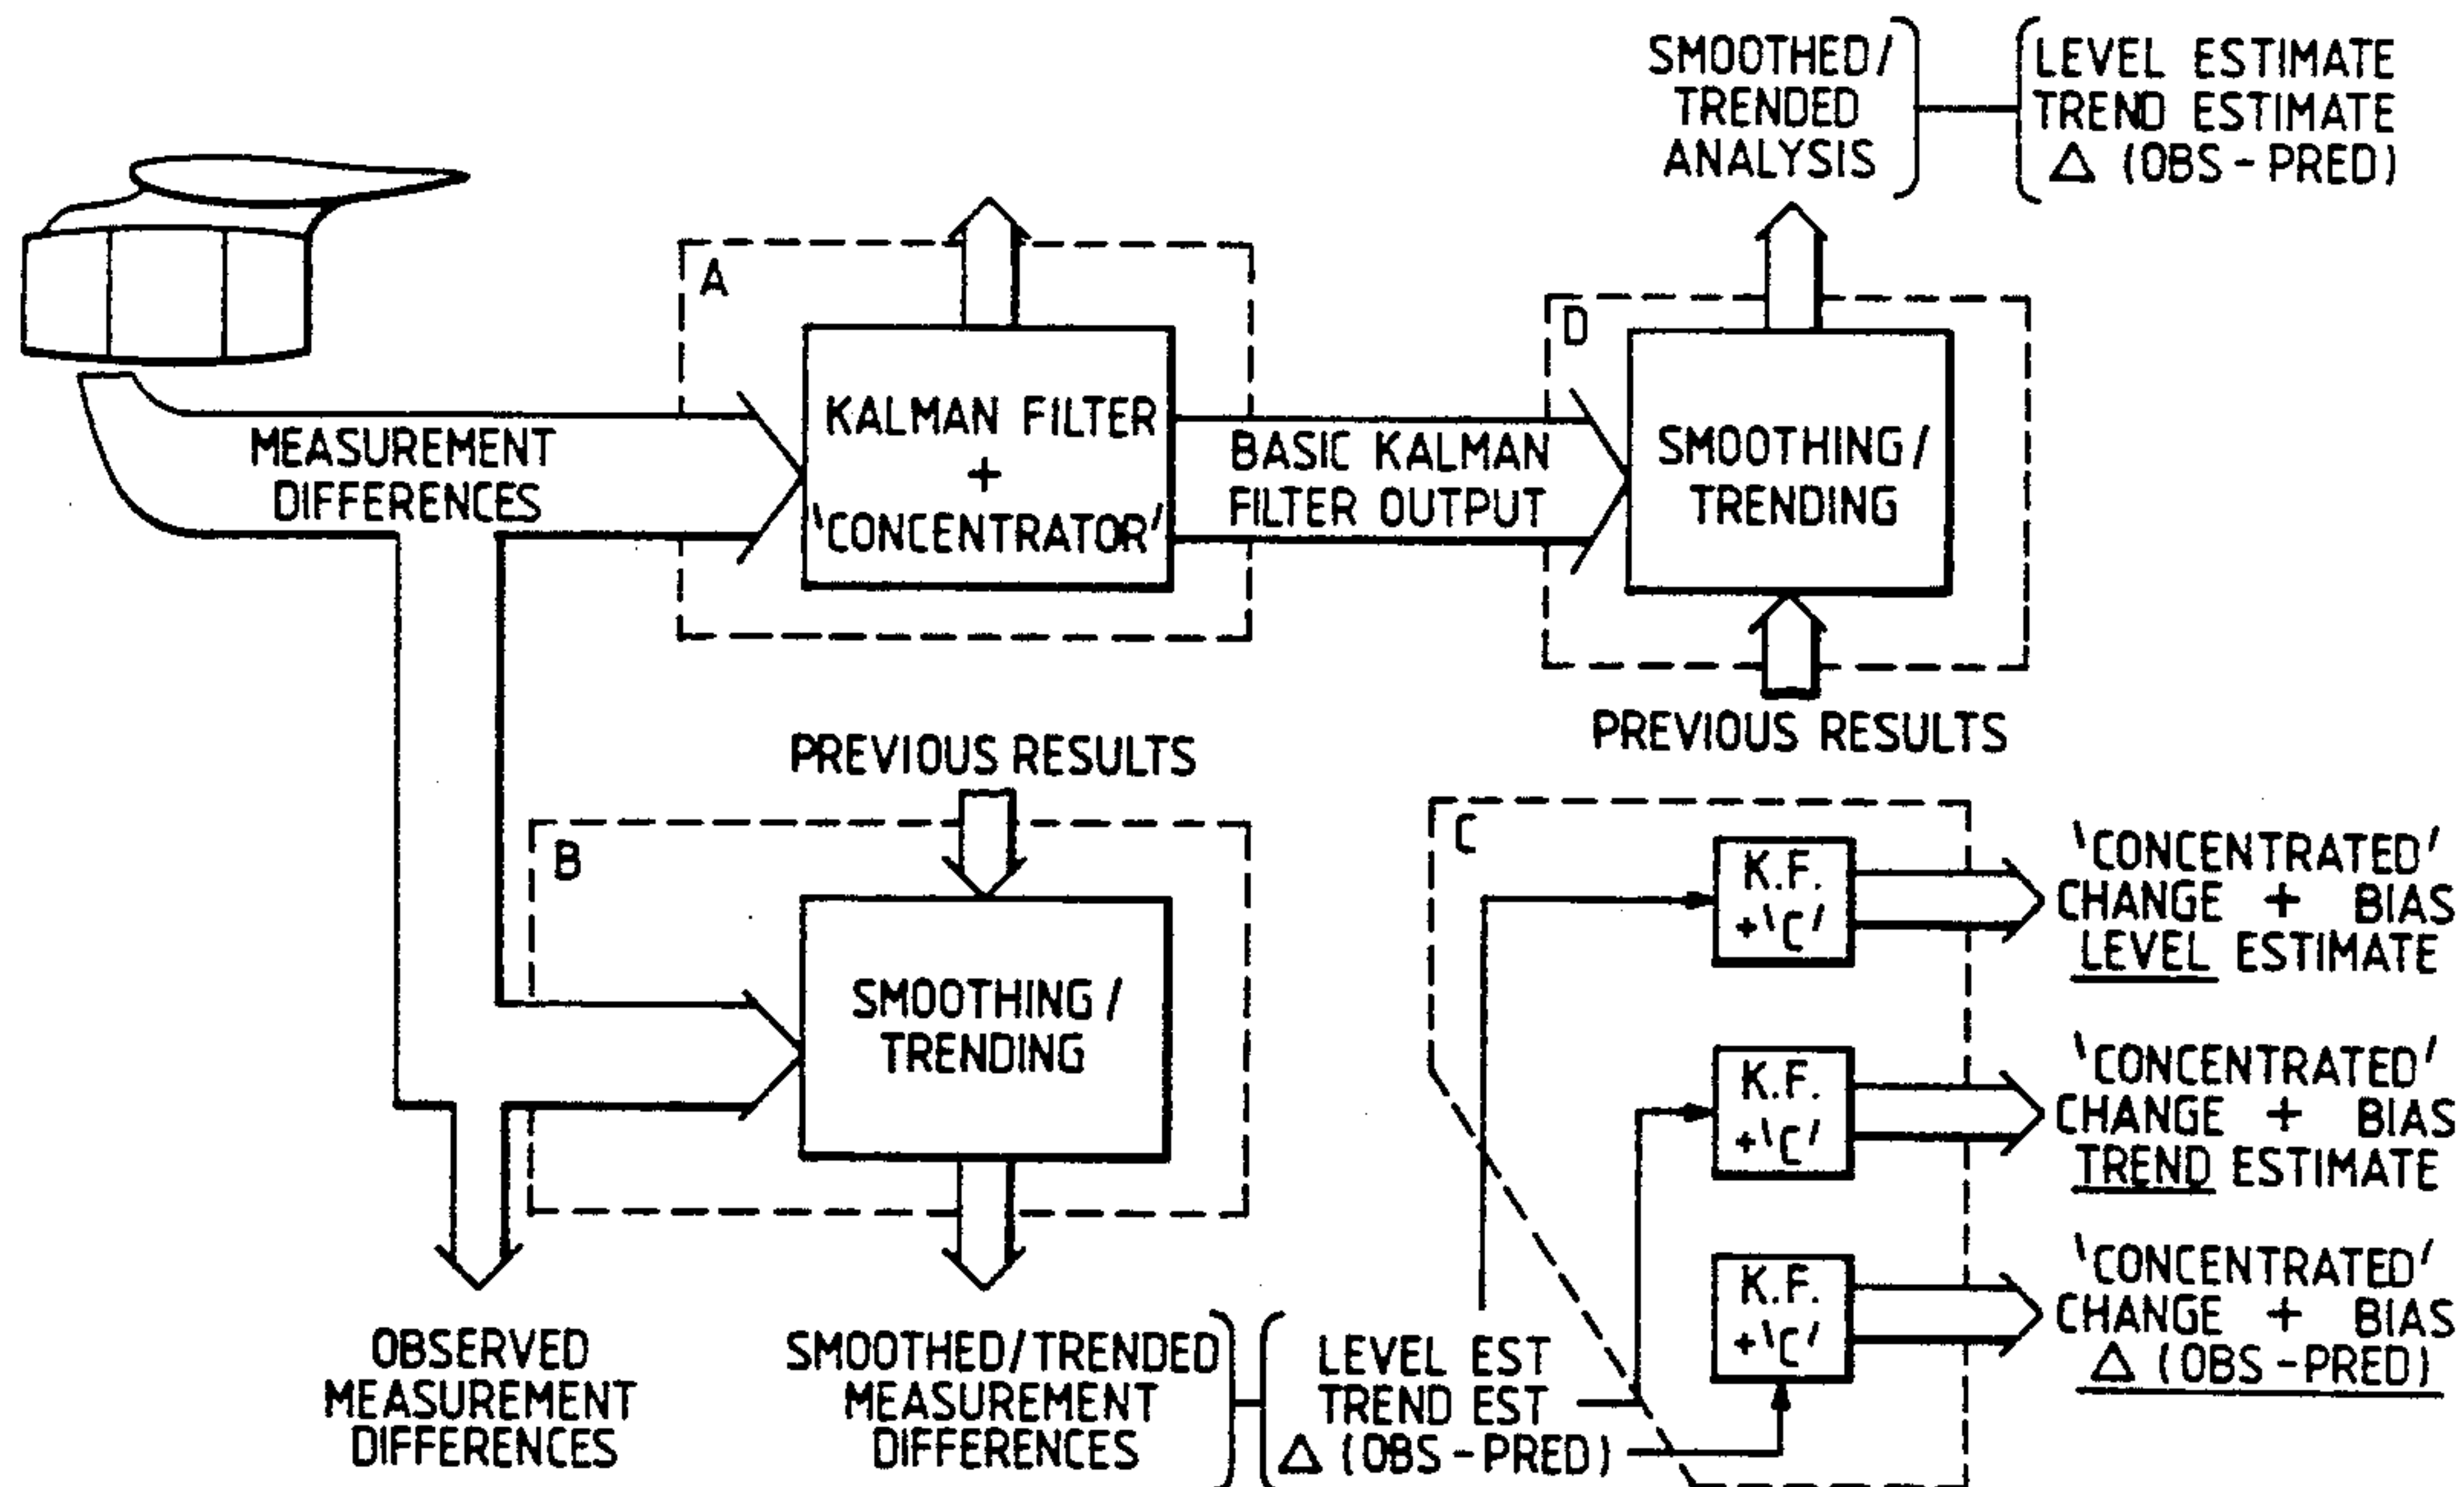 SMOOTHED/
TRENDED
ANALYSIS
LEVEL ESTIMATE
TREND ESTIMATE
△ (OBS - PRED)
A
D
MEASUREMENT
DIFFERENCES
KALMAN FILTER
+
'CONCENTRATOR'
BASIC KALMAN
FILTER OUTPUT
SMOOTHING/
TRENDING
PREVIOUS RESULTS
PREVIOUS RESULTS
B
SMOOTHING/
TRENDING
C
K.F.
+'C'
'CONCENTRATED'
CHANGE + BIAS
LEVEL ESTIMATE
K.F.
+'C'
'CONCENTRATED'
CHANGE + BIAS
TREND ESTIMATE
K.F.
+'C'
'CONCENTRATED'
CHANGE + BIAS
△ (OBS - PRED)
OBSERVED
MEASUREMENT
DIFFERENCES
SMOOTHED/TRENDED
MEASUREMENT
DIFFERENCES
LEVEL EST
TREND EST
△ (OBS - PRED)